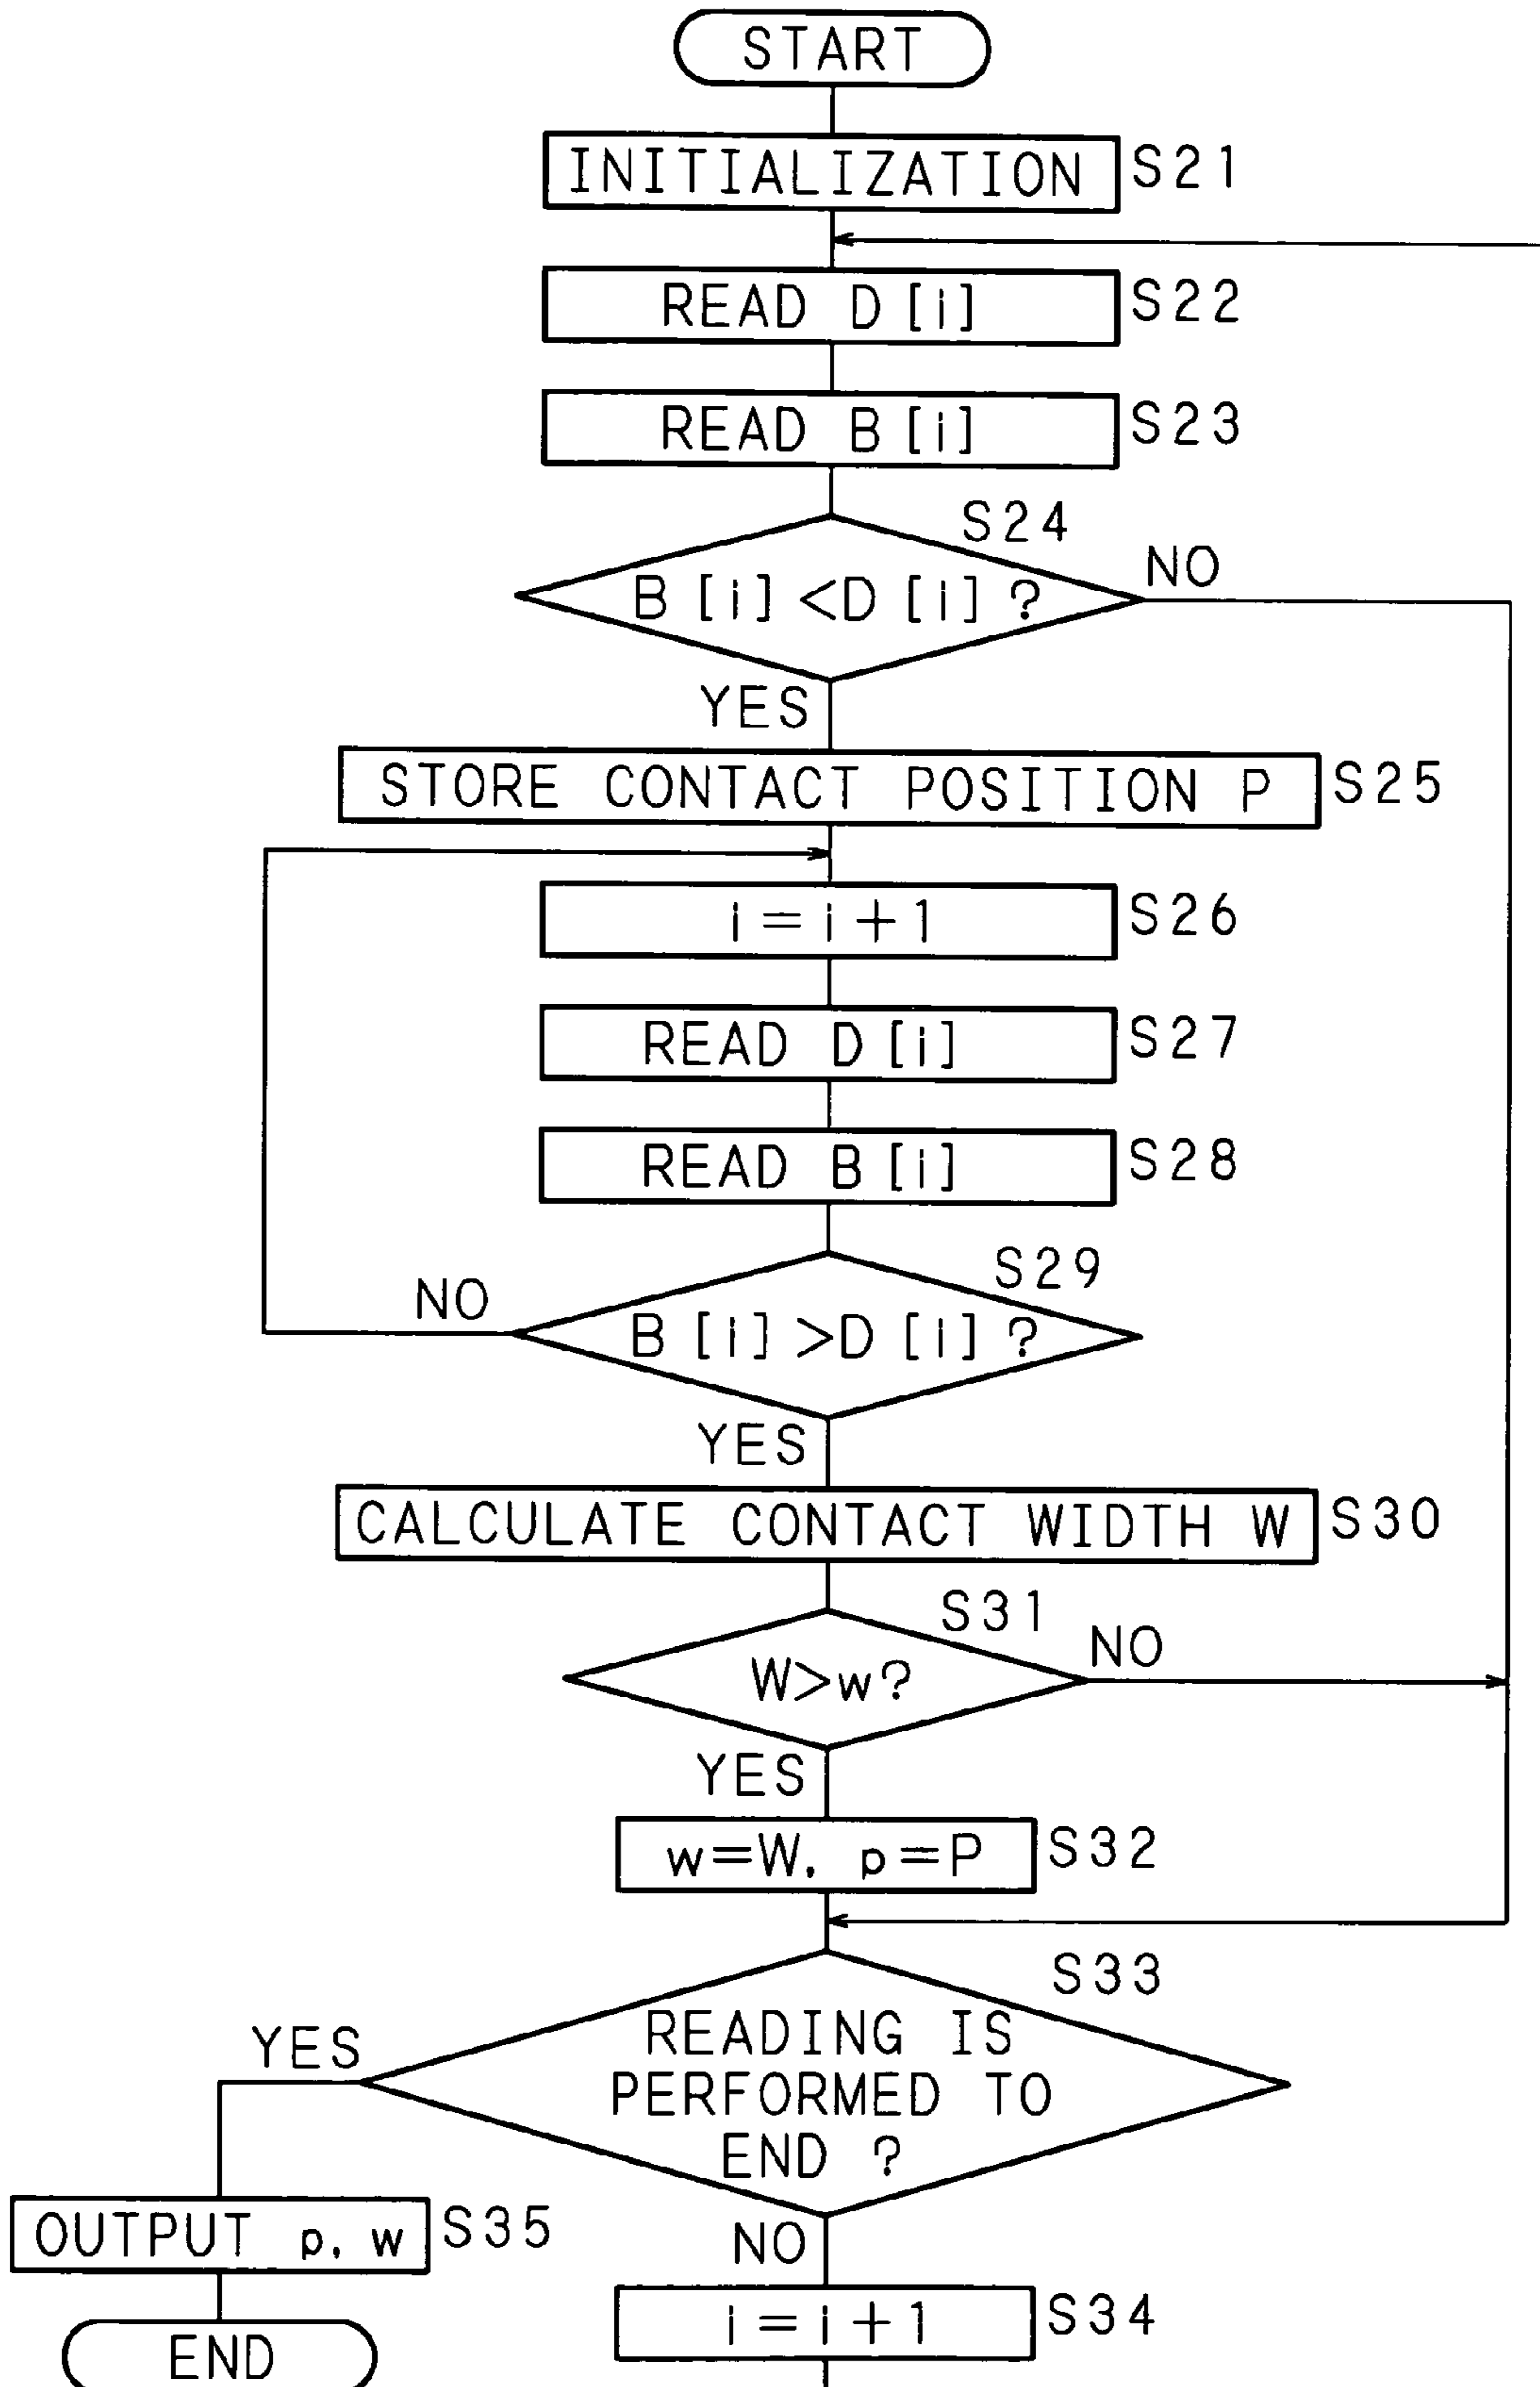 START
INITIALIZATION S21
READ D[i] S22
READ B[i] S23
S24
B[i]<D[i]? NO
YES
STORE CONTACT POSITION P S25
i=i+1 S26
READ D[i] S27
READ B[i] S28
S29
NO B[i]>D[i]?
YES
CALCULATE CONTACT WIDTH W S30
S31
W>w? NO
YES
w=W, p=P S32
S33
YES READING IS
PERFORMED TO
END ?
OUTPUT p, w S35
NO
i=i+1 S34
END